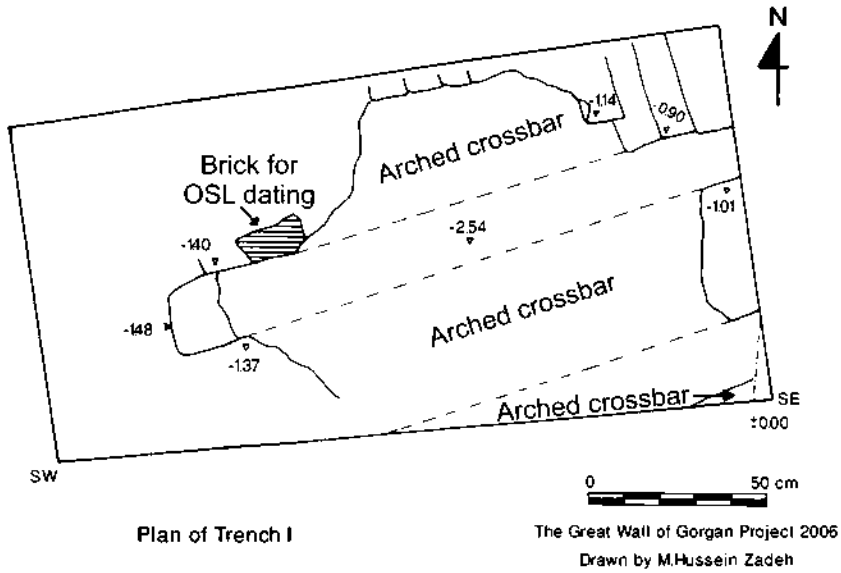 N
-1.14
-0.90
Arched crossbar
Brick for
OSL dating
-1.01
-2.54
-140
Arched crossbar
-148
-1.37
Arched crossbar
SE
±0.00
SW
0 50 cm
Plan of Trench I
The Great Wall of Gorgan Project 2006
Drawn by M.Hussein Zadeh